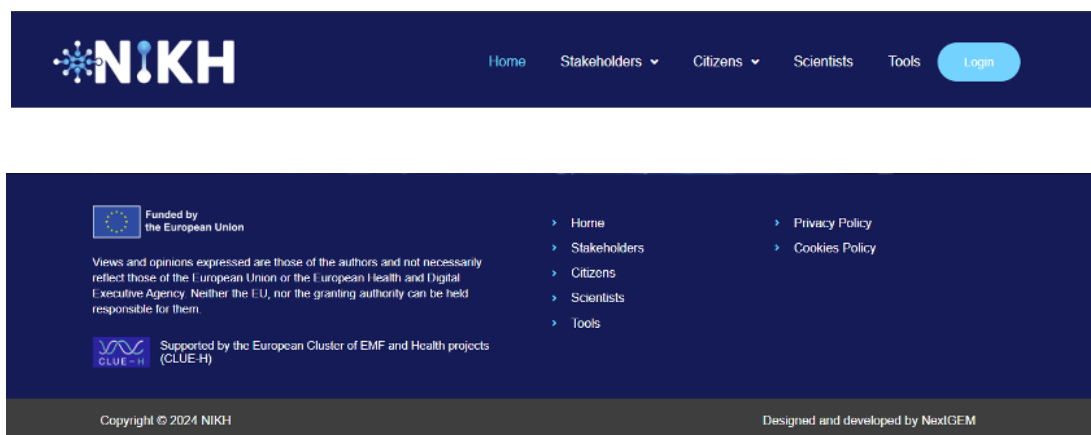 NIKH
Home Stakeholders Citizens Scientists Tools Login
Funded by
the European Union
Views and opinions expressed are those of the authors and not necessarily
reflect those of the European Union or the European Health and Digital
Executive Agency. Neither the EU, nor the granting authority can be held
responsible for them.
CLUE-H
Supported by the European Cluster of EMF and Health projects
(CLUE-H)
Home
Stakeholders
Citizens
Scientists
Tools
Privacy Policy
Cookies Policy
Copyright © 2024 NIKH
Designed and developed by NextGEM